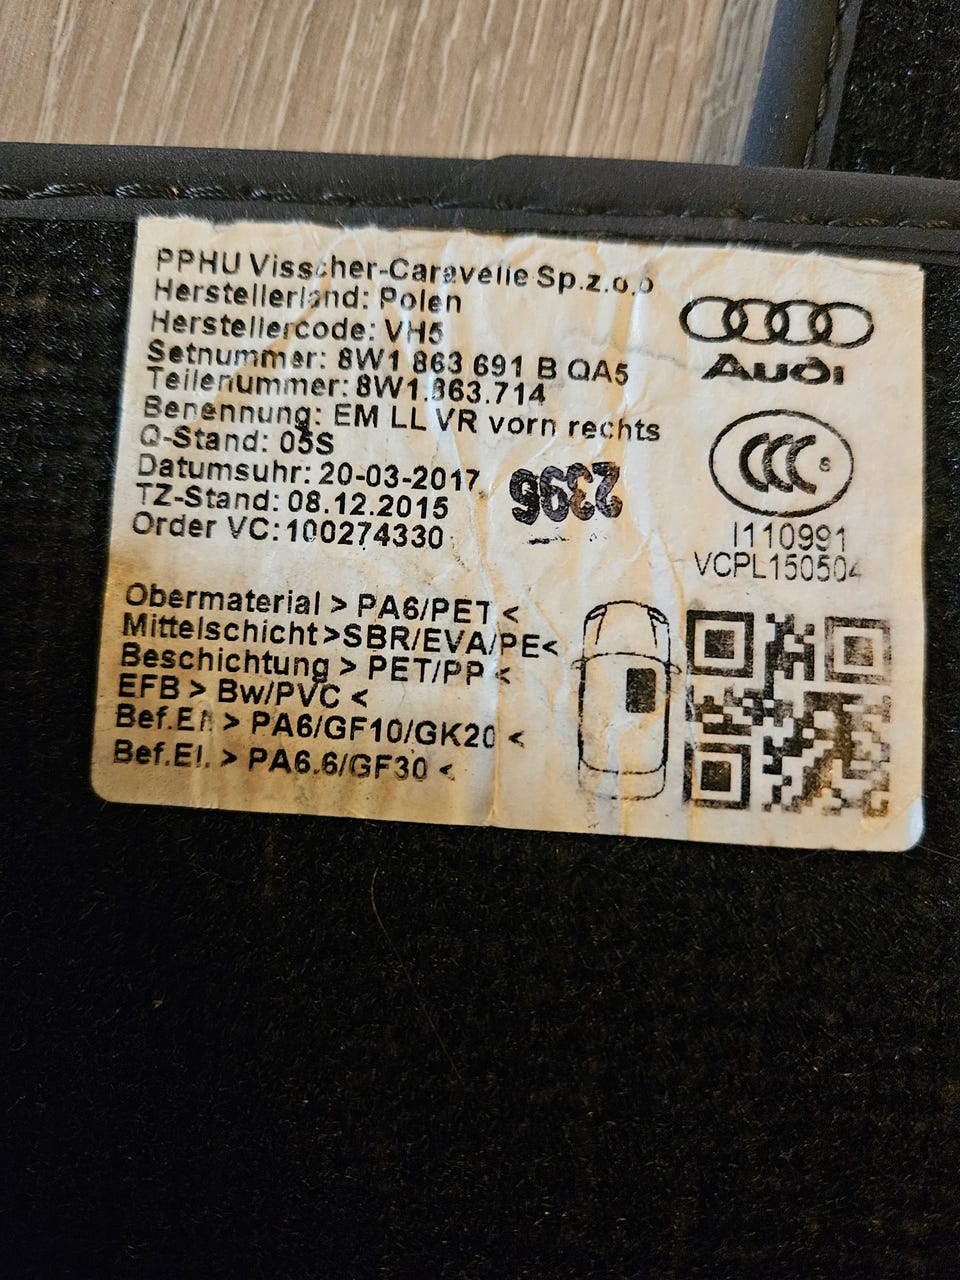 PPHU Visscher-Caravelle Sp.z.o.o
Herstellerland: Polen
Herstellercode: VH5
Setnummer: 8W1 863 691 B QA5
Teilenummer: 8W1.863.714
Benennung: EM LL VR vorn rechts
Q-Stand: 05S
Datumsuhr: 20-03-2017
TZ-Stand: 08.12.2015
Order VC: 100274330
2396
Audi
CCC S
I110991
VCPL150504
Obermaterial > PA6/PET <
Mittelschicht>SBR/EVA/PE<
Beschichtung > PET/PP <
EFB > Bw/PVC <
Bef.El. > PA6/GF10/GK20 <
Bef.El. > PA6.6/GF30 <